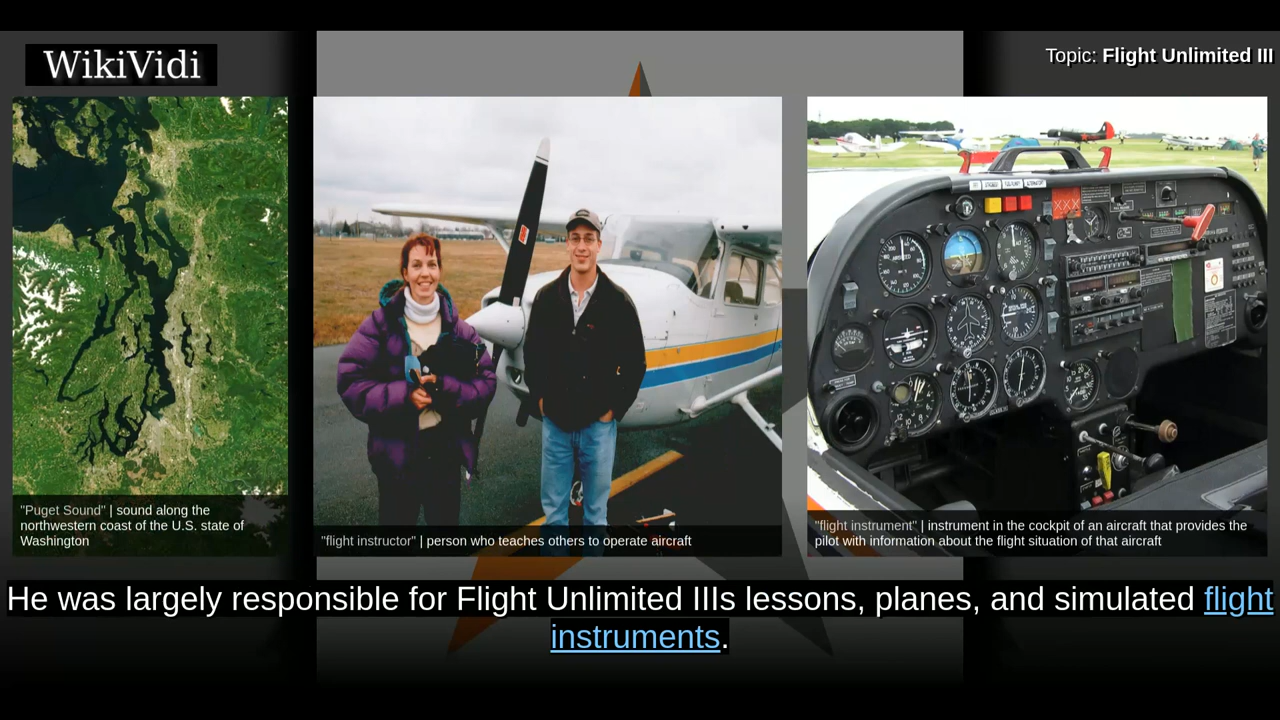 WikiVidi
Topic: Flight Unlimited III
"Puget Sound" | sound along the
northwestern coast of the U.S. state of
Washington
"flight instructor" | person who teaches others to operate aircraft
"flight instrument" | instrument in the cockpit of an aircraft that provides the
pilot with information about the flight situation of that aircraft
He was largely responsible for Flight Unlimited IIIs lessons, planes, and simulated flight
instruments.